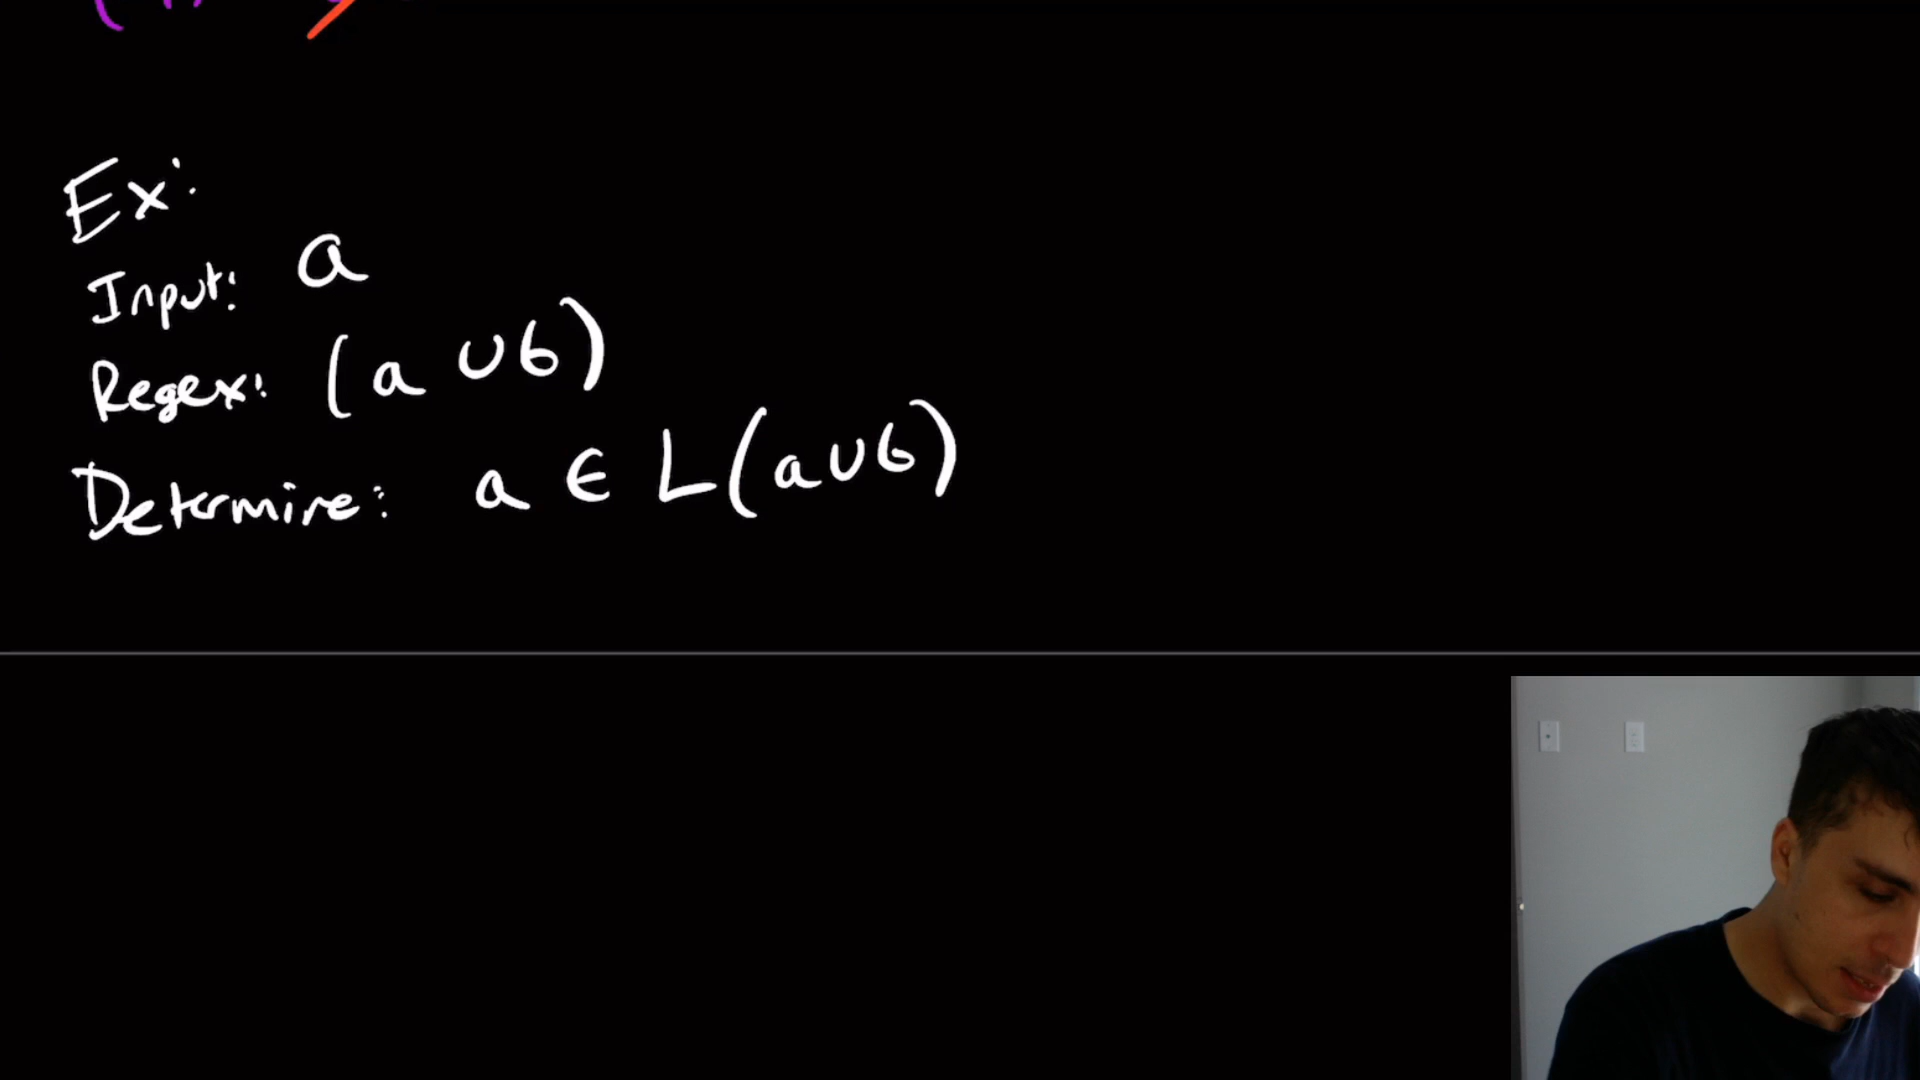 Ex:
Input: a
Regex: (a ∪ b)
Determine: a ∈ L(a∪b)